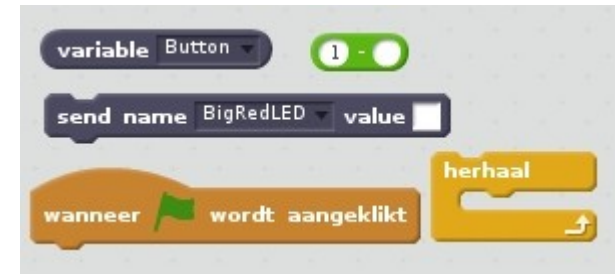 variable Button 1 -
send name BigRedLED value
herhaal
wanneer wordt aangeklikt